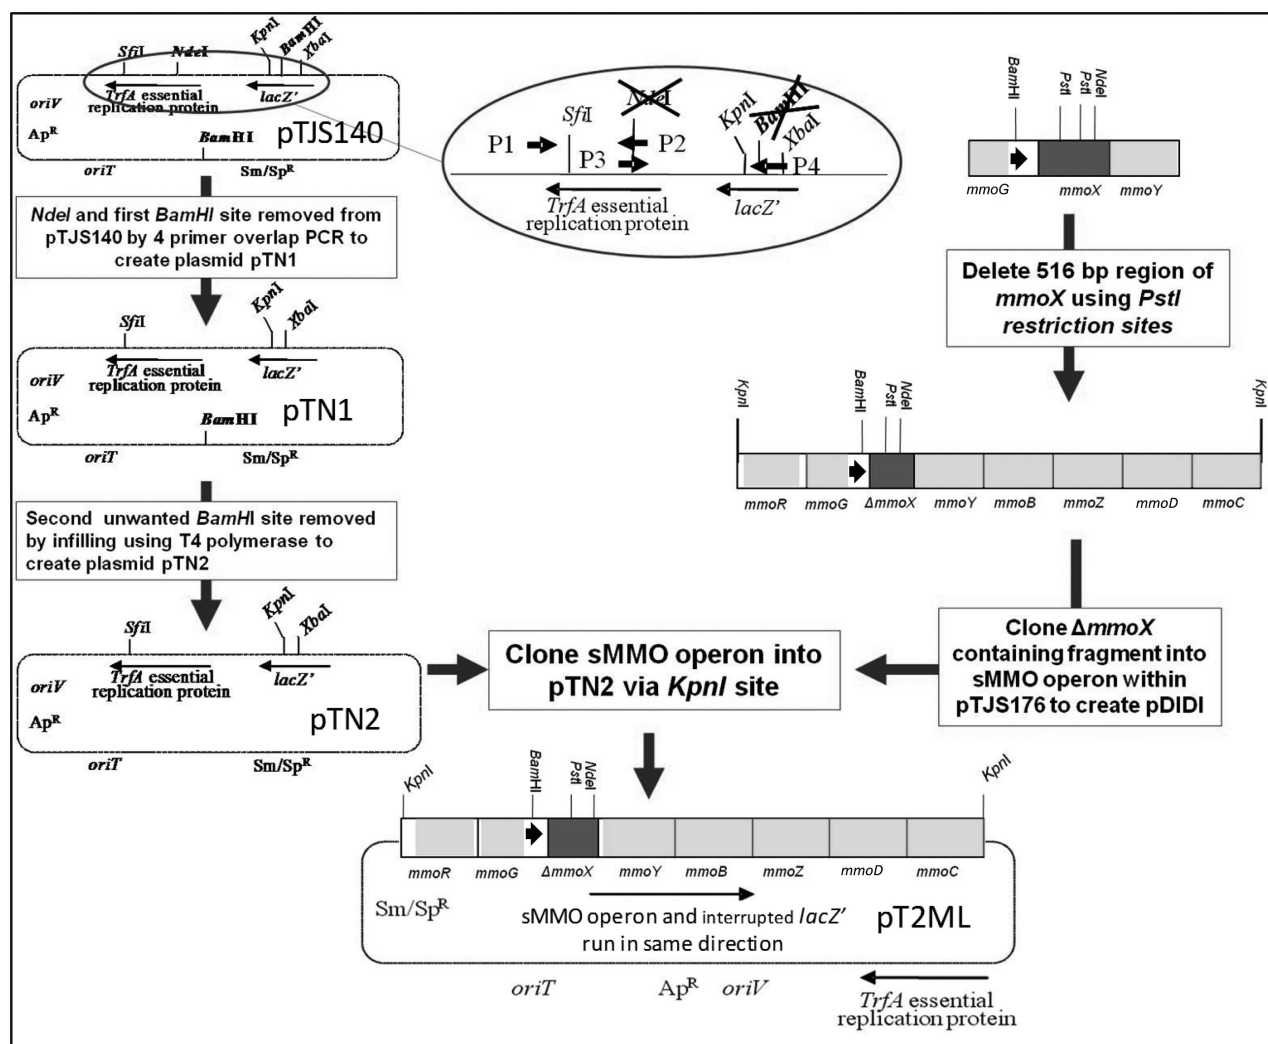 KpnI
BamHI
XbaI
SfiI
NdeI
TrfA essential
replication protein
lacZ'
oriV
ApR
BamHI
pTJS140
oriT
Sm/SpR
NdeI and first BamHI site removed from
pTJS140 by 4 primer overlap PCR to
create plasmid pTN1
SfiI
KpnI
XbaI
TrfA essential
replication protein
lacZ'
oriV
ApR
BamHI
pTN1
oriT
Sm/SpR
Second unwanted BamHI site removed
by infilling using T4 polymerase to
create plasmid pTN2
SfiI
KpnI
XbaI
TrfA essential
replication protein
lacZ'
oriV
ApR
pTN2
oriT
Sm/SpR
NdeI
SfiI
KpnI
BamHI
XbaI
P1
P2
P3
P4
TrfA essential
replication protein
lacZ'
BamHI
PstI
PstI
NdeI
mmoG
mmoX
mmoY
Delete 516 bp region of
mmoX using PstI
restriction sites
KpnI
BamHI
PstI
NdeI
KpnI
mmoR
mmoG
ΔmmoX
mmoY
mmoB
mmoZ
mmoD
mmoC
Clone ΔmmoX
containing fragment into
sMMO operon within
pTJS176 to create pDIDI
Clone sMMO operon into
pTN2 via KpnI site
KpnI
BamHI
PstI
NdeI
KpnI
mmoR
mmoG
ΔmmoX
mmoY
mmoB
mmoZ
mmoD
mmoC
Sm/SpR
sMMO operon and interrupted lacZ'
run in same direction
pT2ML
oriT
ApR
oriV
TrfA essential
replication protein